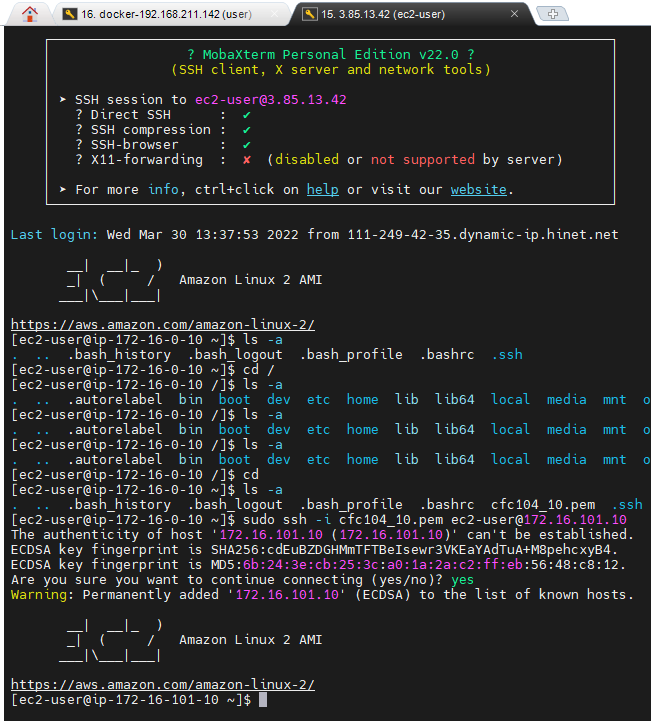 16. docker-192.168.211.142 (user)
15. 3.85.13.42 (ec2-user)
? MobaXterm Personal Edition v22.0 ?
(SSH client, X server and network tools)
➤ SSH session to ec2-user@3.85.13.42
? Direct SSH      :  ✔
? SSH compression :  ✔
? SSH-browser     :  ✔
? X11-forwarding  :  ✘  (disabled or not supported by server)
➤ For more info, ctrl+click on help or visit our website.
Last login: Wed Mar 30 13:37:53 2022 from 111-249-42-35.dynamic-ip.hinet.net
       __|  __|_  )
       _|  (     /   Amazon Linux 2 AMI
      ___|\___|___|
https://aws.amazon.com/amazon-linux-2/
[ec2-user@ip-172-16-0-10 ~]$ ls -a
.  ..  .bash_history  .bash_logout  .bash_profile  .bashrc  .ssh
[ec2-user@ip-172-16-0-10 ~]$ cd /
[ec2-user@ip-172-16-0-10 /]$ ls -a
.  ..  .autorelabel  bin  boot  dev  etc  home  lib  lib64  local  media  mnt  o
[ec2-user@ip-172-16-0-10 /]$ ls -a
.  ..  .autorelabel  bin  boot  dev  etc  home  lib  lib64  local  media  mnt  o
[ec2-user@ip-172-16-0-10 /]$ ls -a
.  ..  .autorelabel  bin  boot  dev  etc  home  lib  lib64  local  media  mnt  o
[ec2-user@ip-172-16-0-10 /]$ cd
[ec2-user@ip-172-16-0-10 ~]$ ls -a
.  ..  .bash_history  .bash_logout  .bash_profile  .bashrc  cfc104_10.pem  .ssh
[ec2-user@ip-172-16-0-10 ~]$ sudo ssh -i cfc104_10.pem ec2-user@172.16.101.10
The authenticity of host '172.16.101.10 (172.16.101.10)' can't be established.
ECDSA key fingerprint is SHA256:cdEuBZDGHMmTFTBeIsewr3VKEaYAdTuA+M8pehcxyB4.
ECDSA key fingerprint is MD5:6b:24:3e:cb:25:3c:a0:1a:2a:c2:ff:eb:56:48:c8:12.
Are you sure you want to continue connecting (yes/no)? yes
Warning: Permanently added '172.16.101.10' (ECDSA) to the list of known hosts.
       __|  __|_  )
       _|  (     /   Amazon Linux 2 AMI
      ___|\___|___|
https://aws.amazon.com/amazon-linux-2/
[ec2-user@ip-172-16-101-10 ~]$